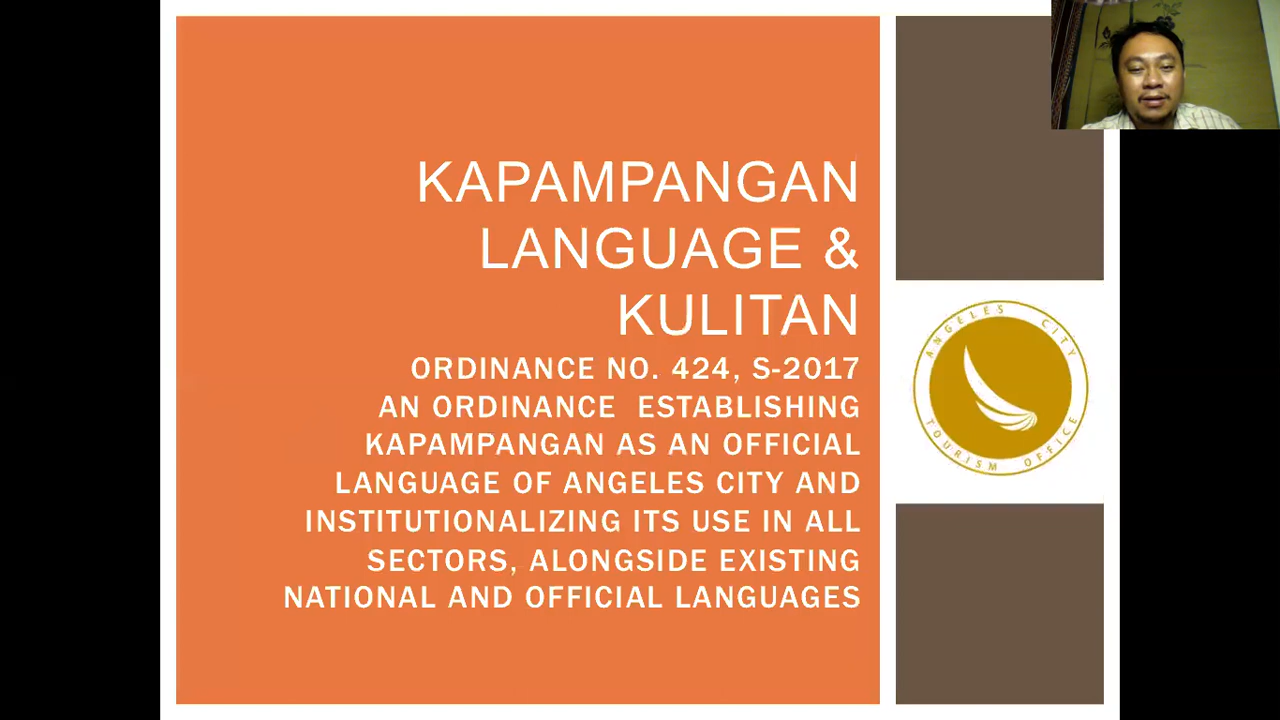 KAPAMPANGAN
LANGUAGE &
KULITAN
ORDINANCE NO. 424, S-2017
AN ORDINANCE ESTABLISHING
KAPAMPANGAN AS AN OFFICIAL
LANGUAGE OF ANGELES CITY AND
INSTITUTIONALIZING ITS USE IN ALL
SECTORS, ALONGSIDE EXISTING
NATIONAL AND OFFICIAL LANGUAGES
ANGELES CITY
TOURISM OFFICE